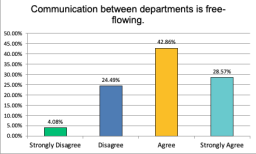 Communication between departments is free-
flowing.
50.00%
45.00%
40.00%
35.00%
30.00%
25.00%
20.00%
15.00%
10.00%
5.00%
0.00%
4.08%
24.49%
42.86%
28.57%
Strongly Disagree
Disagree
Agree
Strongly Agree